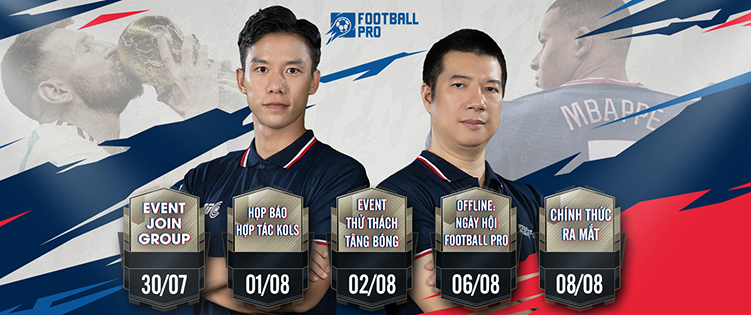 FOOTBALL
PRO
MBAPPE
EVENT
JOIN
GROUP
30/07
HỌP BÁO
HỢP TÁC KOLS
01/08
EVENT
THỬ THÁCH
TÂNG BÓNG
02/08
OFFLINE:
NGÀY HỘI
FOOTBALL PRO
06/08
CHÍNH THỨC
RA MẮT
08/08